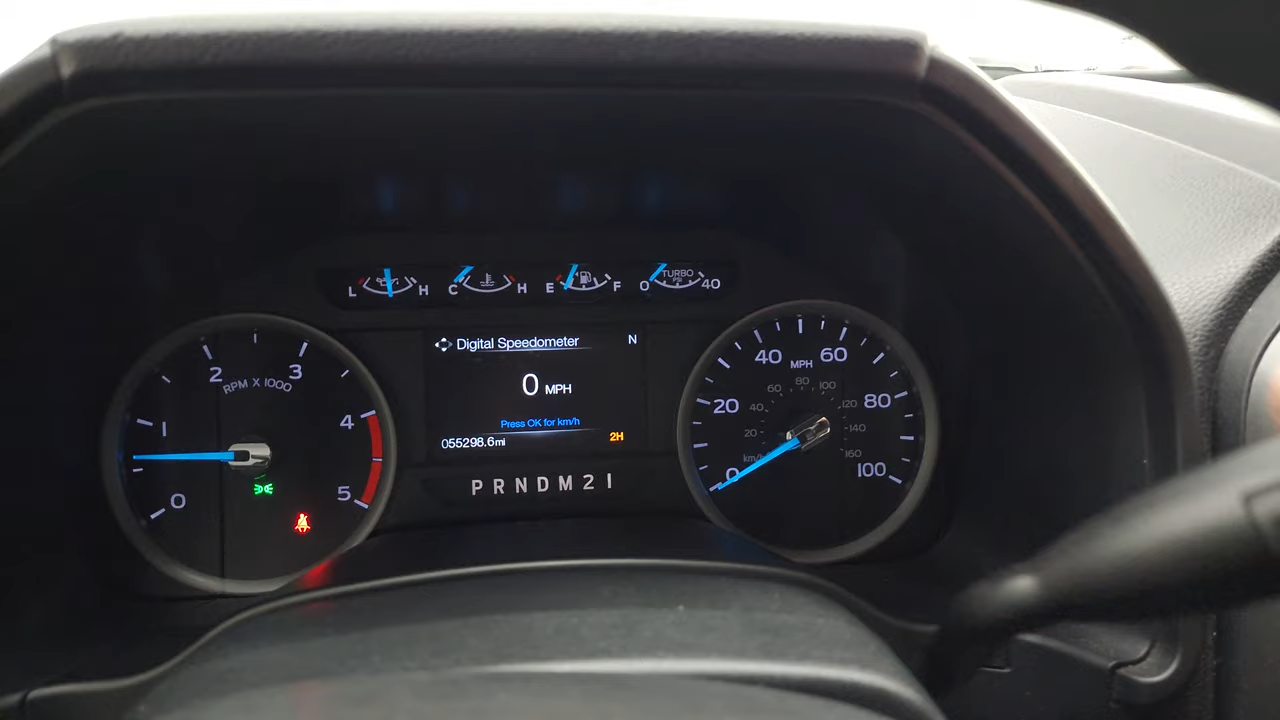 L H C H E F 0 TURBO PSI 40
Digital Speedometer N
0 MPH
Press OK for km/h
055298.6mi 2H
P R N D M 2 1
0 1 2 3 4 5
RPM X 1000
0 20 40 60 80 100
MPH
20 40 60 80 100 120 140 160
km/h